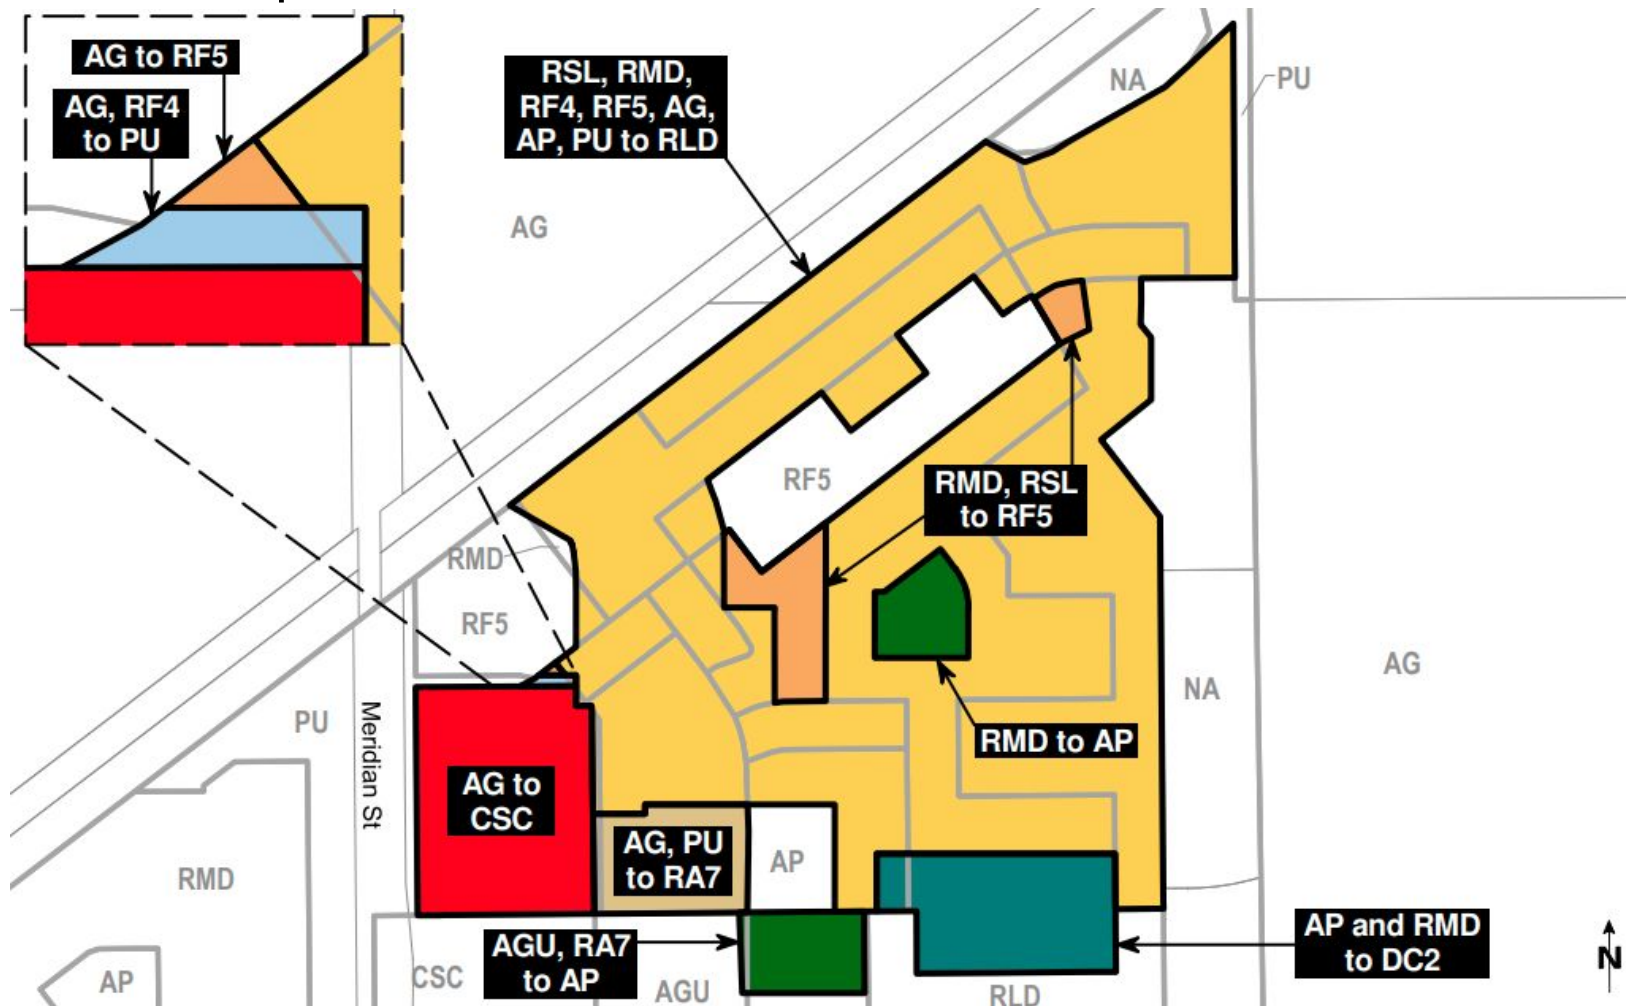 AG to RF5
AG, RF4
to PU
RSL, RMD,
RF4, RF5, AG,
AP, PU to RLD
NA
PU
AG
RF5
RMD, RSL
to RF5
RMD
RF5
AG
NA
PU
Meridian St
RMD to AP
AG to
CSC
AG, PU
to RA7
AP
RMD
AP
CSC
AGU, RA7
to AP
AGU
RLD
AP and RMD
to DC2
N